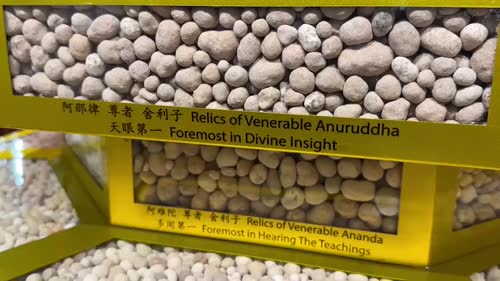 阿那律 尊者 舍利子 Relics of Venerable Anuruddha
天眼第一 Foremost in Divine Insight
阿难陀 尊者 舍利子 Relics of Venerable Ananda
多闻第一 Foremost in Hearing The Teachings